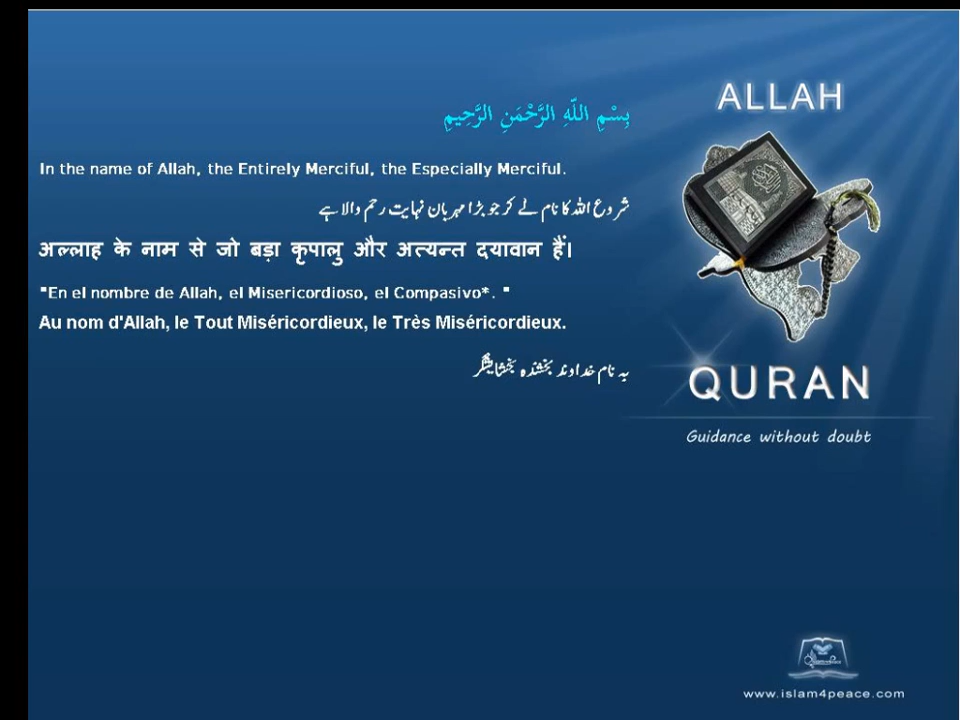 بِسْمِ اللّهِ الرَّحْمَنِ الرَّحِيمِ
In the name of Allah, the Entirely Merciful, the Especially Merciful.
شروع الله کا نام لے کر جو بڑا مہربان نہایت رحم والا ہے
अल्लाह के नाम से जो बड़ा कृपालु और अत्यन्त दयावान हैं।
"En el nombre de Allah, el Misericordioso, el Compasivo*. "
Au nom d'Allah, le Tout Miséricordieux, le Très Miséricordieux.
به نام خداوند بخشنده بخشایشگر
ALLAH
QURAN
Guidance without doubt
www.islam4peace.com